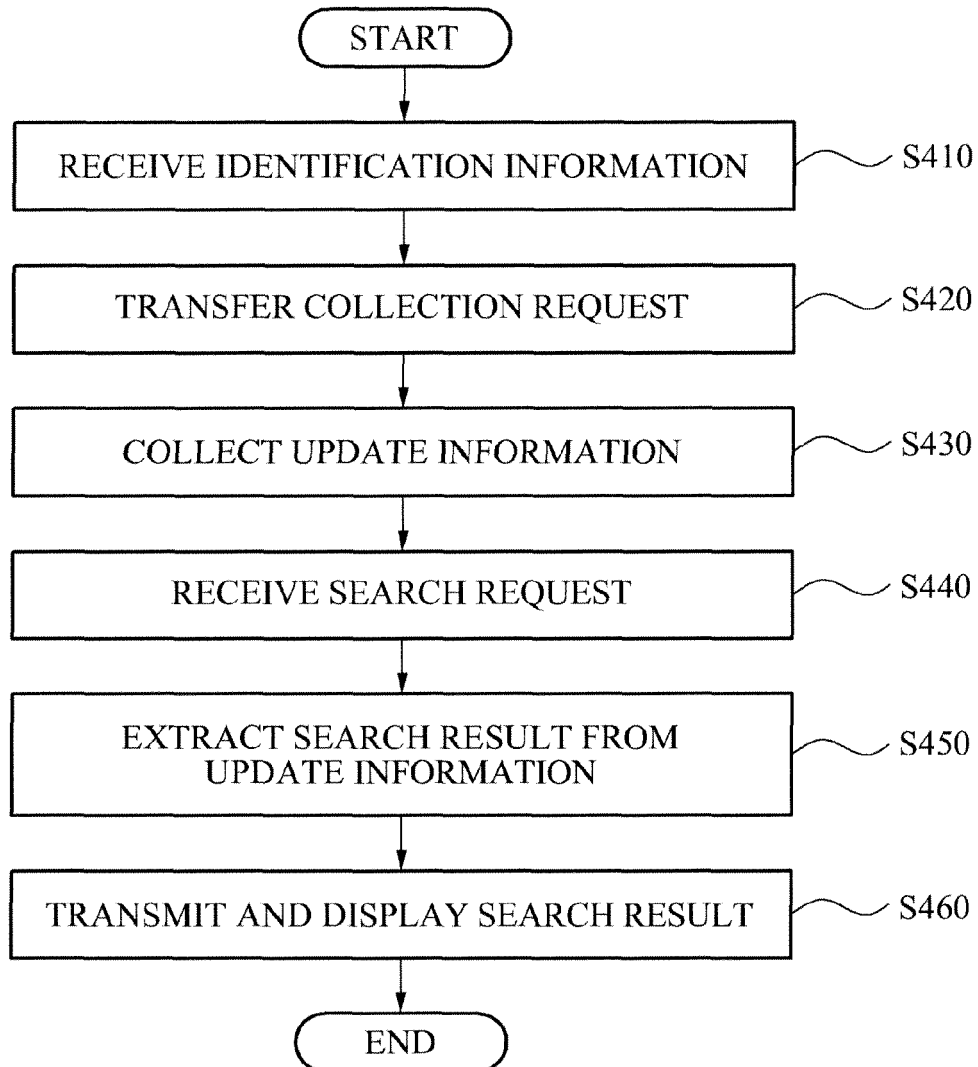 START
RECEIVE IDENTIFICATION INFORMATION
S410
TRANSFER COLLECTION REQUEST
S420
COLLECT UPDATE INFORMATION
S430
RECEIVE SEARCH REQUEST
S440
EXTRACT SEARCH RESULT FROM
UPDATE INFORMATION
S450
TRANSMIT AND DISPLAY SEARCH RESULT
S460
END